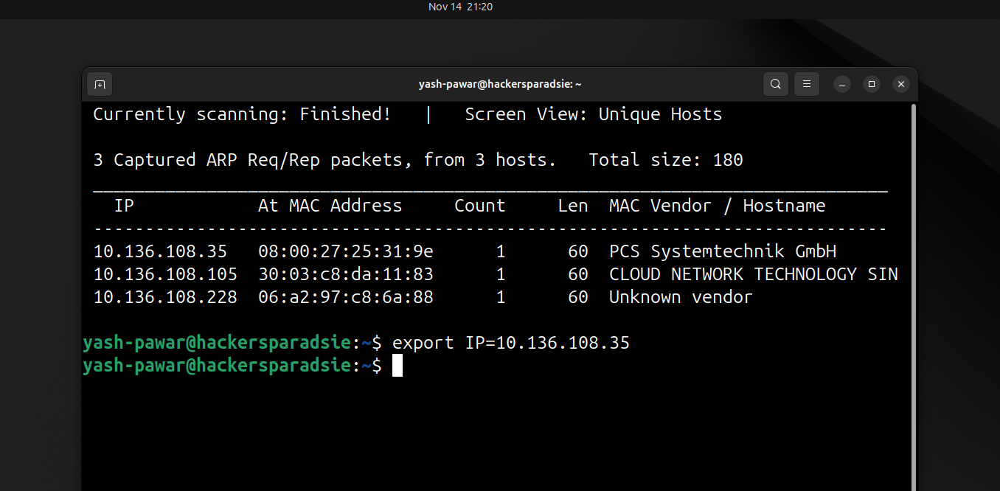 Nov 14 21:20
yash-pawar@hackersparadsie: ~
Currently scanning: Finished! | Screen View: Unique Hosts
3 Captured ARP Req/Rep packets, from 3 hosts. Total size: 180
_____________________________________________________________________________
IP At MAC Address Count Len MAC Vendor / Hostname
-----------------------------------------------------------------------------
10.136.108.35 08:00:27:25:31:9e 1 60 PCS Systemtechnik GmbH
10.136.108.105 30:03:c8:da:11:83 1 60 CLOUD NETWORK TECHNOLOGY SIN
10.136.108.228 06:a2:97:c8:6a:88 1 60 Unknown vendor
yash-pawar@hackersparadsie:~$ export IP=10.136.108.35
yash-pawar@hackersparadsie:~$